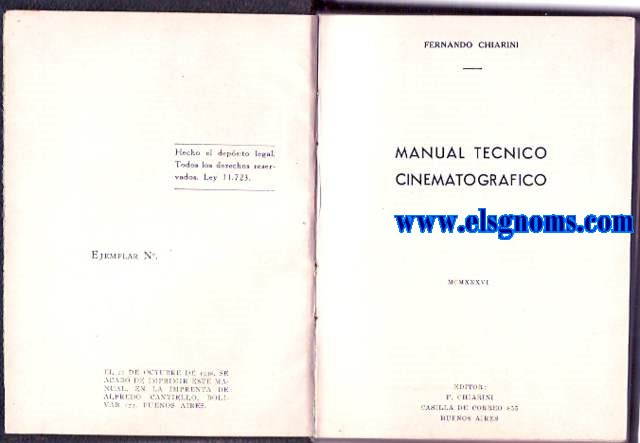 Hecho el depósito legal.
Todos los derechos reser-
vados. Ley 11.723.
EJEMPLAR Nº.
EL DE OCTUBRE DE SE
ACABO DE IMPRIMIR ESTE MA-
NUAL, EN LA IMPRENTA DE
ALFREDO CANTIELLO, BOLI-
VAR BUENOS AIRES.
FERNANDO CHIARINI
MANUAL TECNICO
CINEMATOGRAFICO
www.elsgnoms.com
MCMXXXVI
EDITOR:
F. CHIARINI
CASILLA DE CORREO 855
BUENOS AIRES